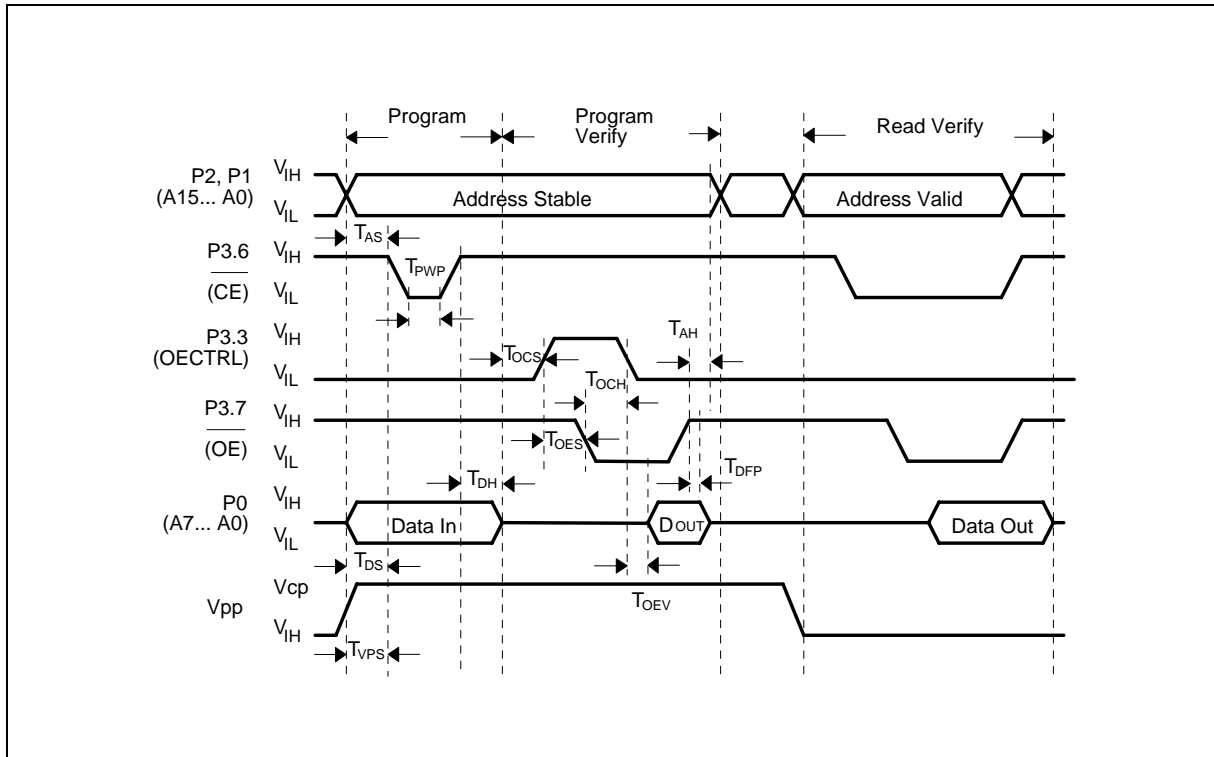 Program
Program
Verify
Read Verify
P2, P1
(A15... A0)
VIH
VIL
Address Stable
Address Valid
TAS
P3.6
(CE)
VIH
VIL
TPWP
P3.3
(OECTRL)
VIH
VIL
TOCS
TAH
TOCH
P3.7
(OE)
VIH
VIL
TOES
TDFP
TDH
P0
(A7... A0)
VIH
VIL
Data In
DOUT
Data Out
TDS
TOEV
Vpp
Vcp
VIH
TVPS